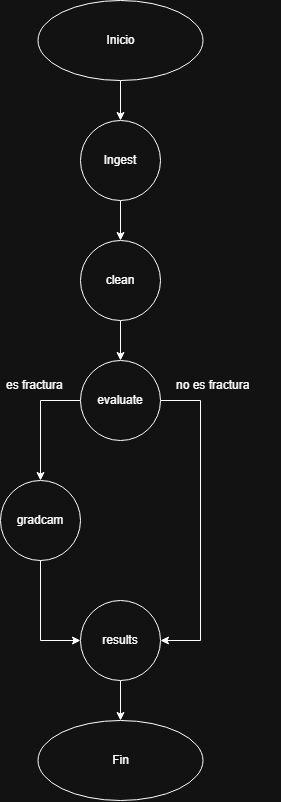 Inicio
Ingest
clean
es fractura
no es fractura
evaluate
gradcam
results
Fin